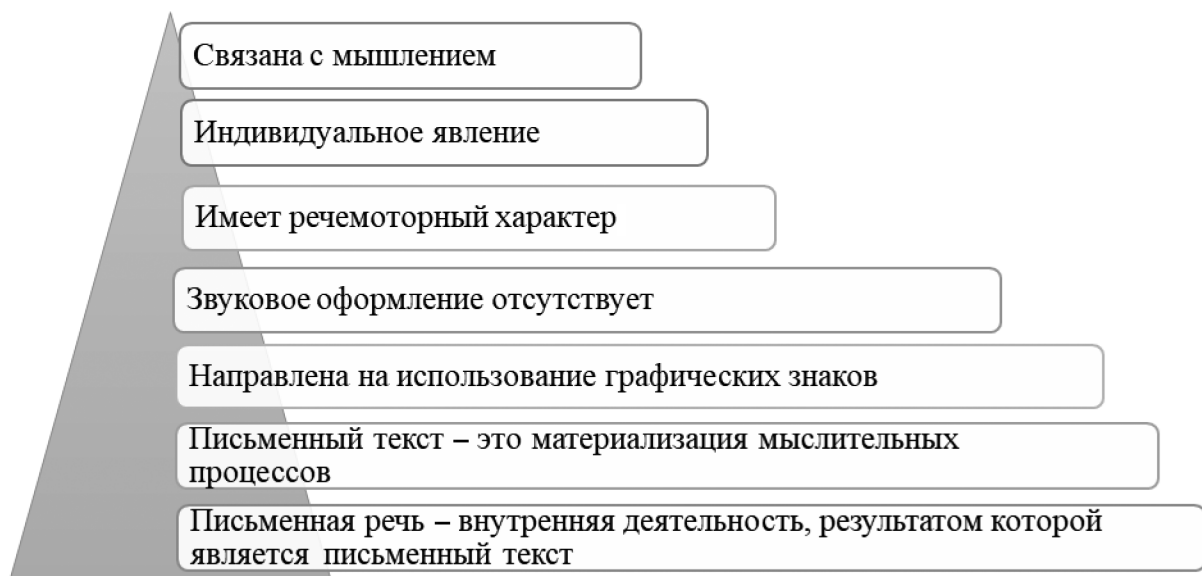 Связана с мышлением
Индивидуальное явление
Имеет речемоторный характер
Звуковое оформление отсутствует
Направлена на использование графических знаков
Письменный текст – это материализация мыслительных
процессов
Письменная речь – внутренняя деятельность, результатом которой
является письменный текст